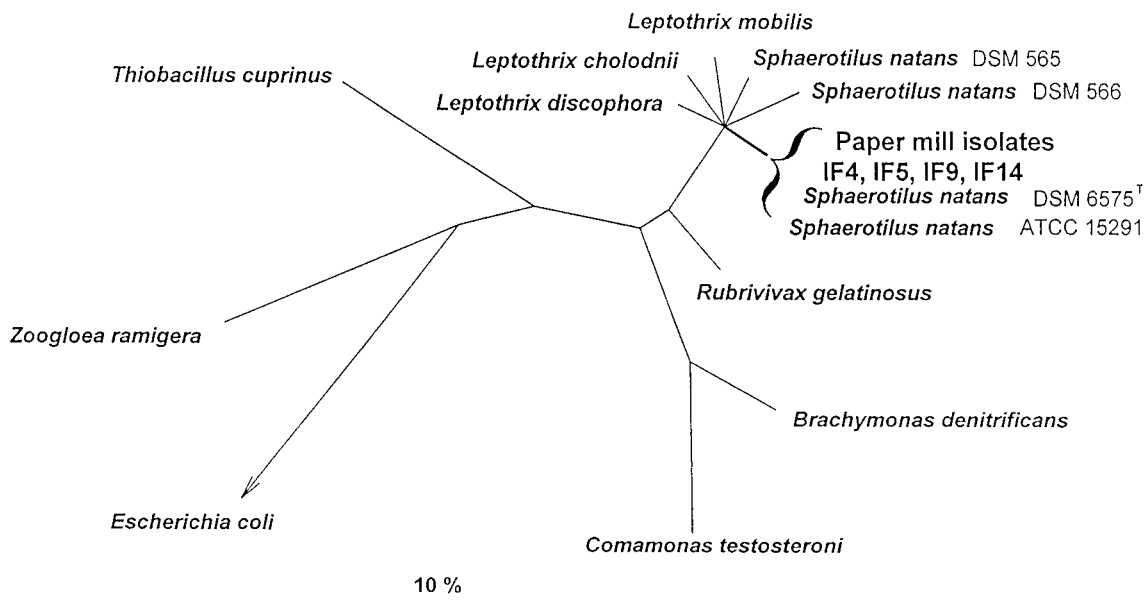 Leptothrix mobilis
Leptothrix cholodnii
Sphaerotilus natans DSM 565
Thiobacillus cuprinus
Sphaerotilus natans DSM 566
Leptothrix discophora
Paper mill isolates
IF4, IF5, IF9, IF14
Sphaerotilus natans DSM 6575T
Sphaerotilus natans ATCC 15291
Rubrivivax gelatinosus
Zoogloea ramigera
Brachymonas denitrificans
Escherichia coli
Comamonas testosteroni
10 %